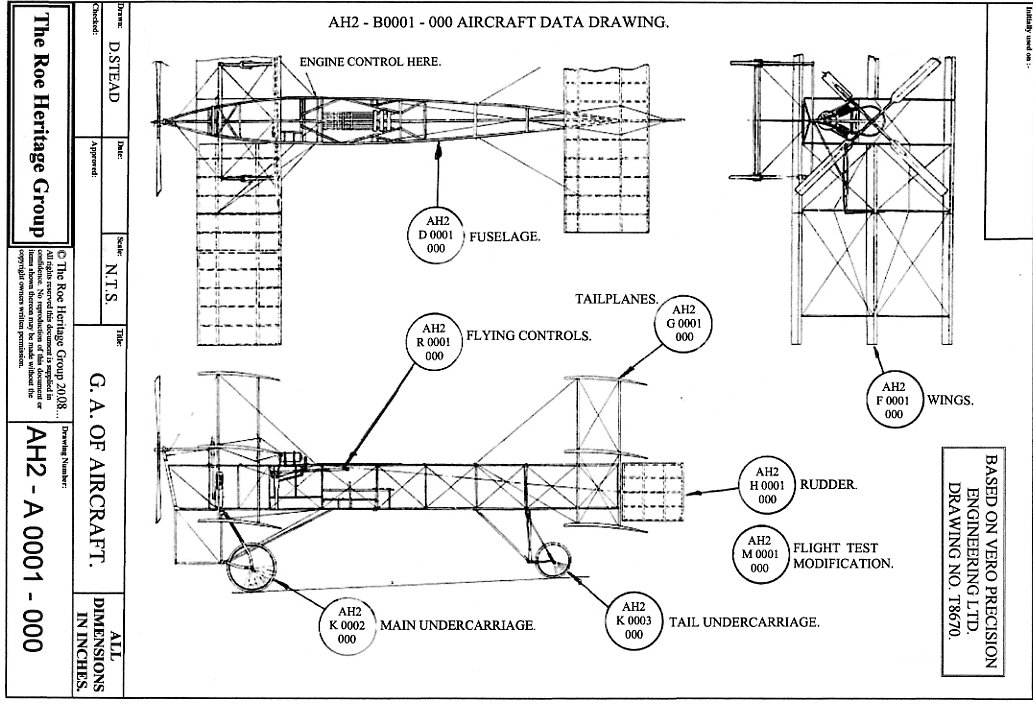 AH2 - B0001 - 000 AIRCRAFT DATA DRAWING.
ENGINE CONTROL HERE.
AH2
D 0001
000
FUSELAGE.
TAILPLANES.
AH2
G 0001
000
AH2
R 0001
000
FLYING CONTROLS.
AH2
F 0001
000
WINGS.
AH2
H 0001
000
RUDDER.
AH2
M 0001
000
FLIGHT TEST
MODIFICATION.
AH2
K 0002
000
MAIN UNDERCARRIAGE.
AH2
K 0003
000
TAIL UNDERCARRIAGE.
BASED ON VERO PRECISION
ENGINEERING LTD.
DRAWING NO. T8670.
Initially used on :-
Drawn:
D.STEAD
Date:
Scale:
N.T.S.
Title:
G. A. OF AIRCRAFT.
ALL
DIMENSIONS
IN INCHES.
Checked:
Approved:
The Roe Heritage Group
© The Roe Heritage Group 20,08...
All rights reserved this document is supplied in
confidence. No reproduction of this document or
items shown thereon may be made without the
copyright owners written permission.
Drawing Number:
AH2 - A 0001 - 000